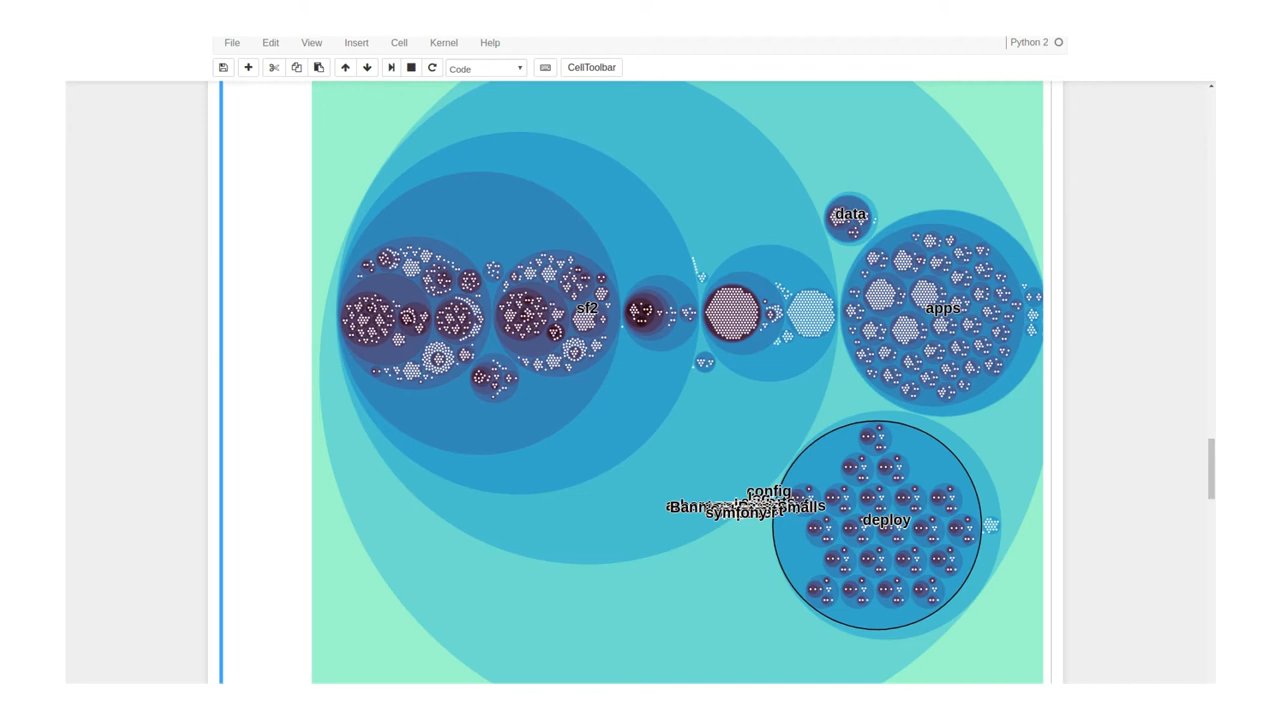 File Edit View Insert Cell Kernel Help
Python 2
Code
CellToolbar
data
sf2
apps
config
symfony
deploy